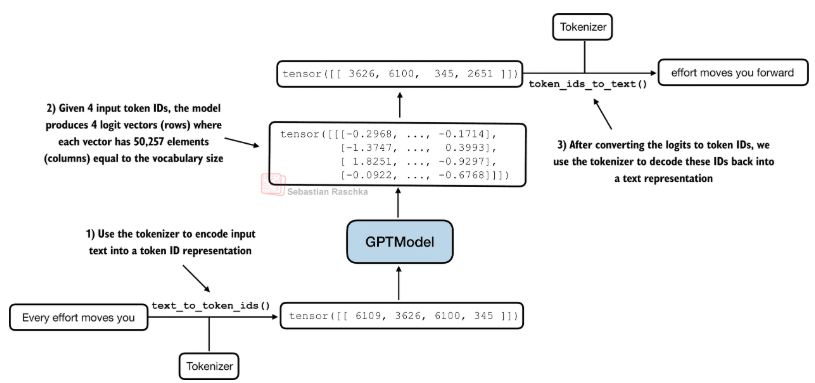 Tokenizer
tensor([[ 3626, 6100,  345, 2651 ]])
token_ids_to_text()
effort moves you forward
2) Given 4 input token IDs, the model
produces 4 logit vectors (rows) where
each vector has 50,257 elements
(columns) equal to the vocabulary size
tensor([[[-0.2968, ..., -0.1714],
[-1.3747, ...,  0.3993],
[ 1.8251, ..., -0.9297],
[-0.0922, ..., -0.6768]]])
Sebastian Raschka
3) After converting the logits to token IDs, we
use the tokenizer to decode these IDs back into
a text representation
GPTModel
1) Use the tokenizer to encode input
text into a token ID representation
Every effort moves you
text_to_token_ids()
tensor([[ 6109, 3626, 6100, 345 ]])
Tokenizer